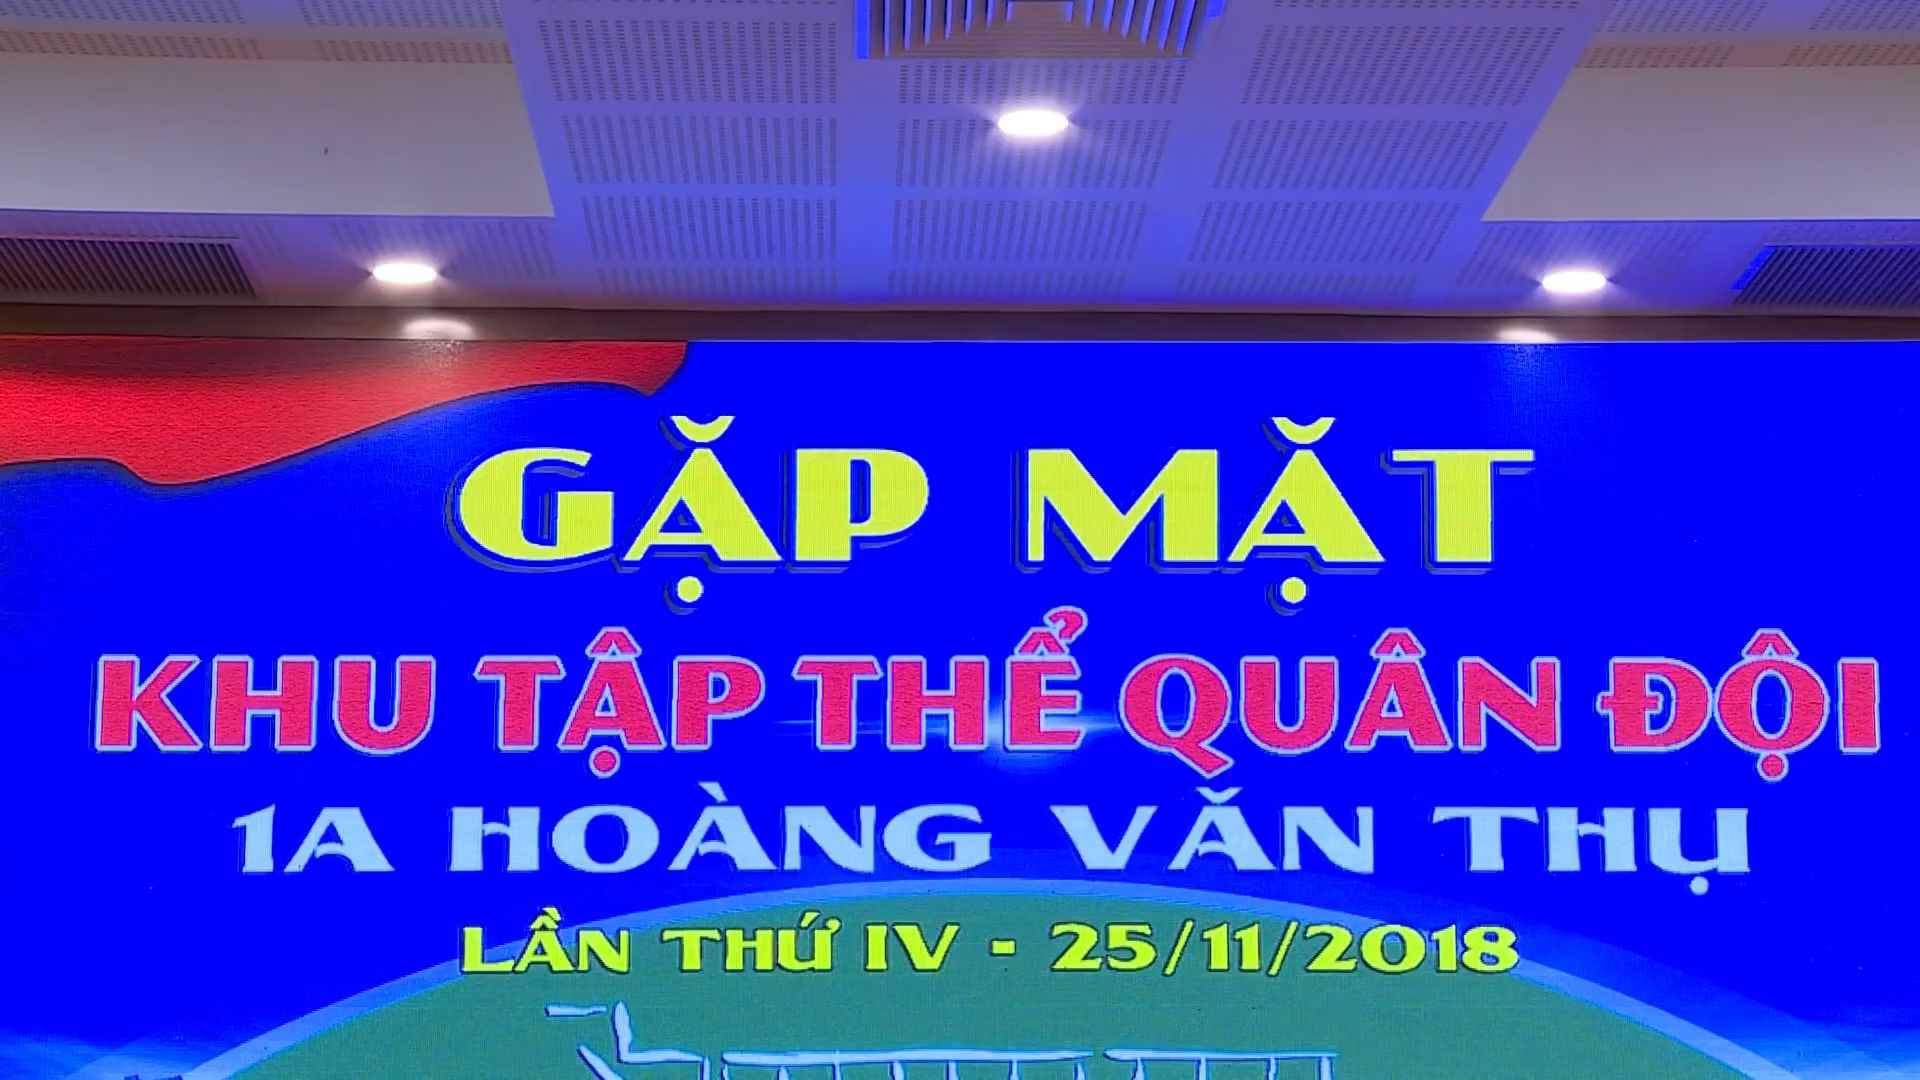 GẶP MẶT
KHU TẬP THỂ QUÂN ĐỘI
1A HOÀNG VĂN THỤ
LẦN THỨ IV - 25/11/2018